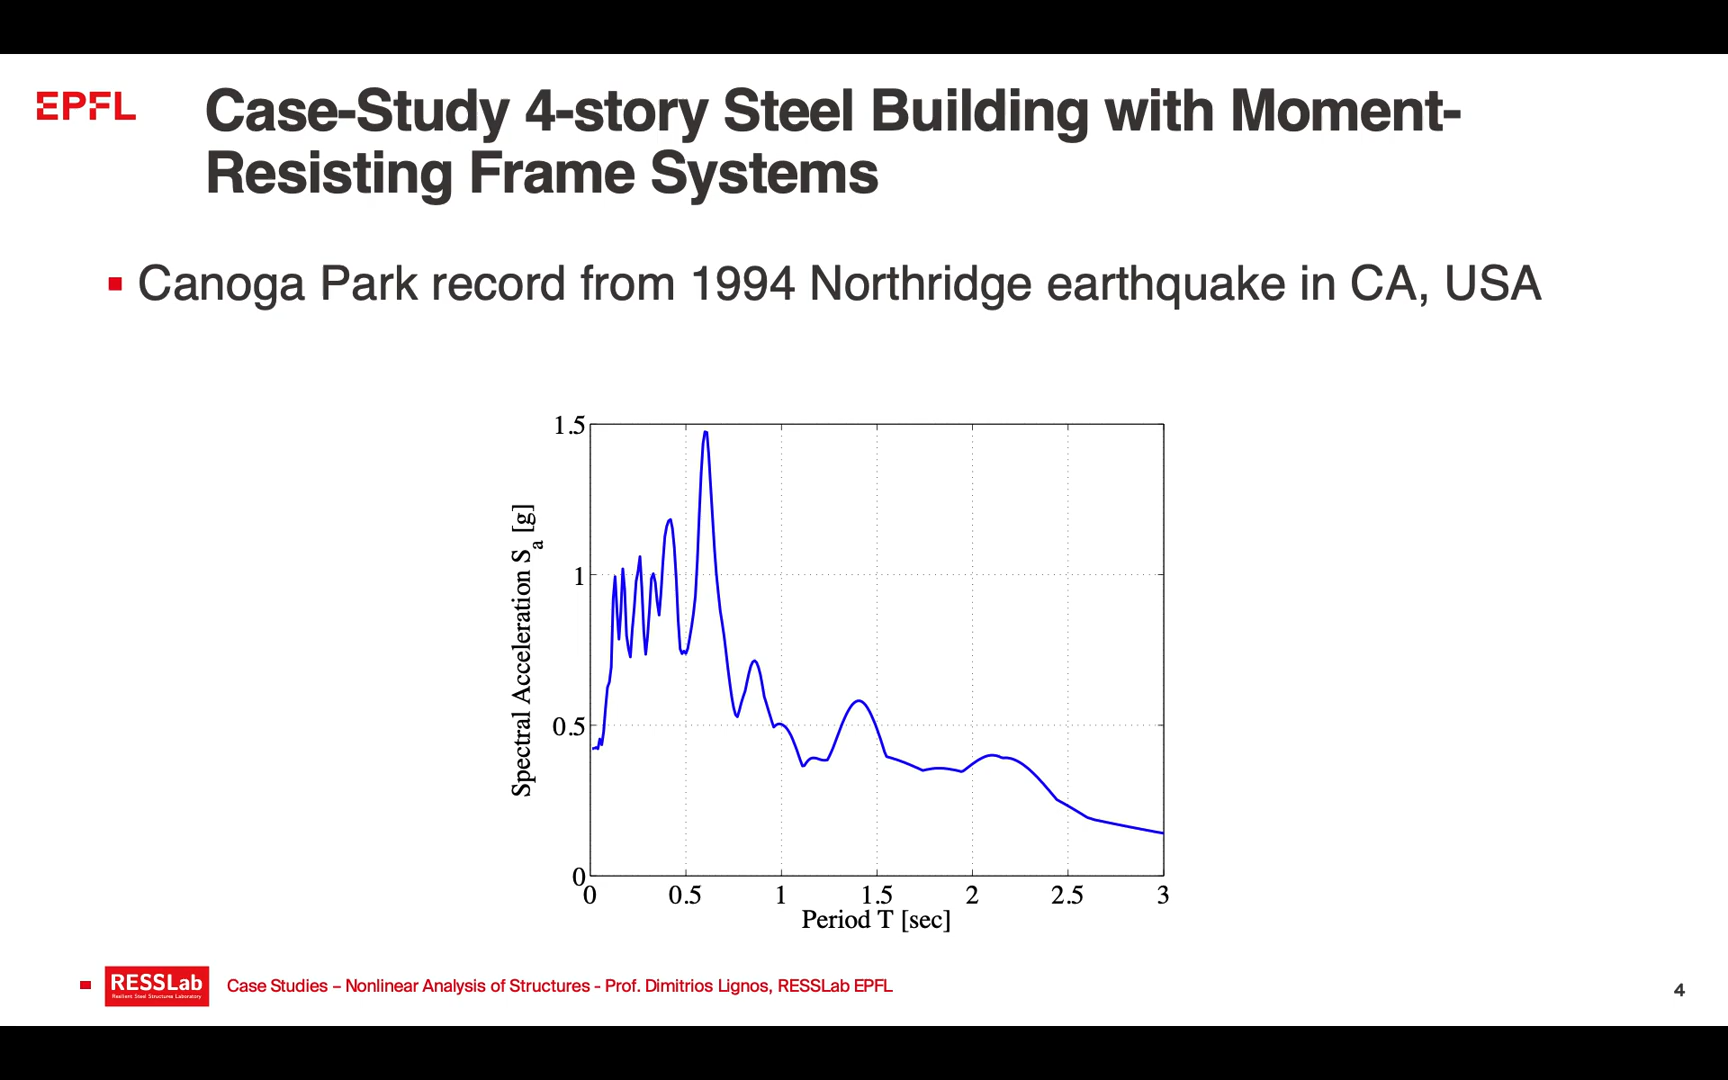 EPFL
Case-Study 4-story Steel Building with Moment-
Resisting Frame Systems
Canoga Park record from 1994 Northridge earthquake in CA, USA
1.5
1
0.5
0
Spectral Acceleration Sa [g]
0 0.5 1 1.5 2 2.5 3
Period T [sec]
RESSLab
Resilient Steel Structures Laboratory
Case Studies – Nonlinear Analysis of Structures - Prof. Dimitrios Lignos, RESSLab EPFL
4